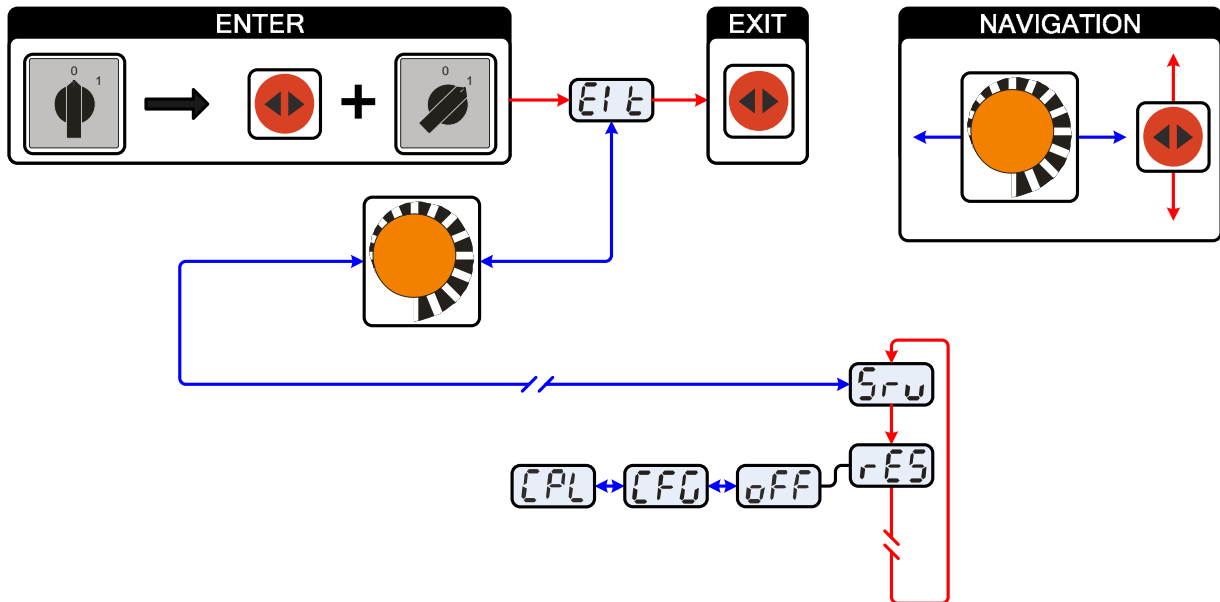 ENTER
EXIT
NAVIGATION
0
1
0
1
EIt
Sru
rES
CPL
CFG
oFF